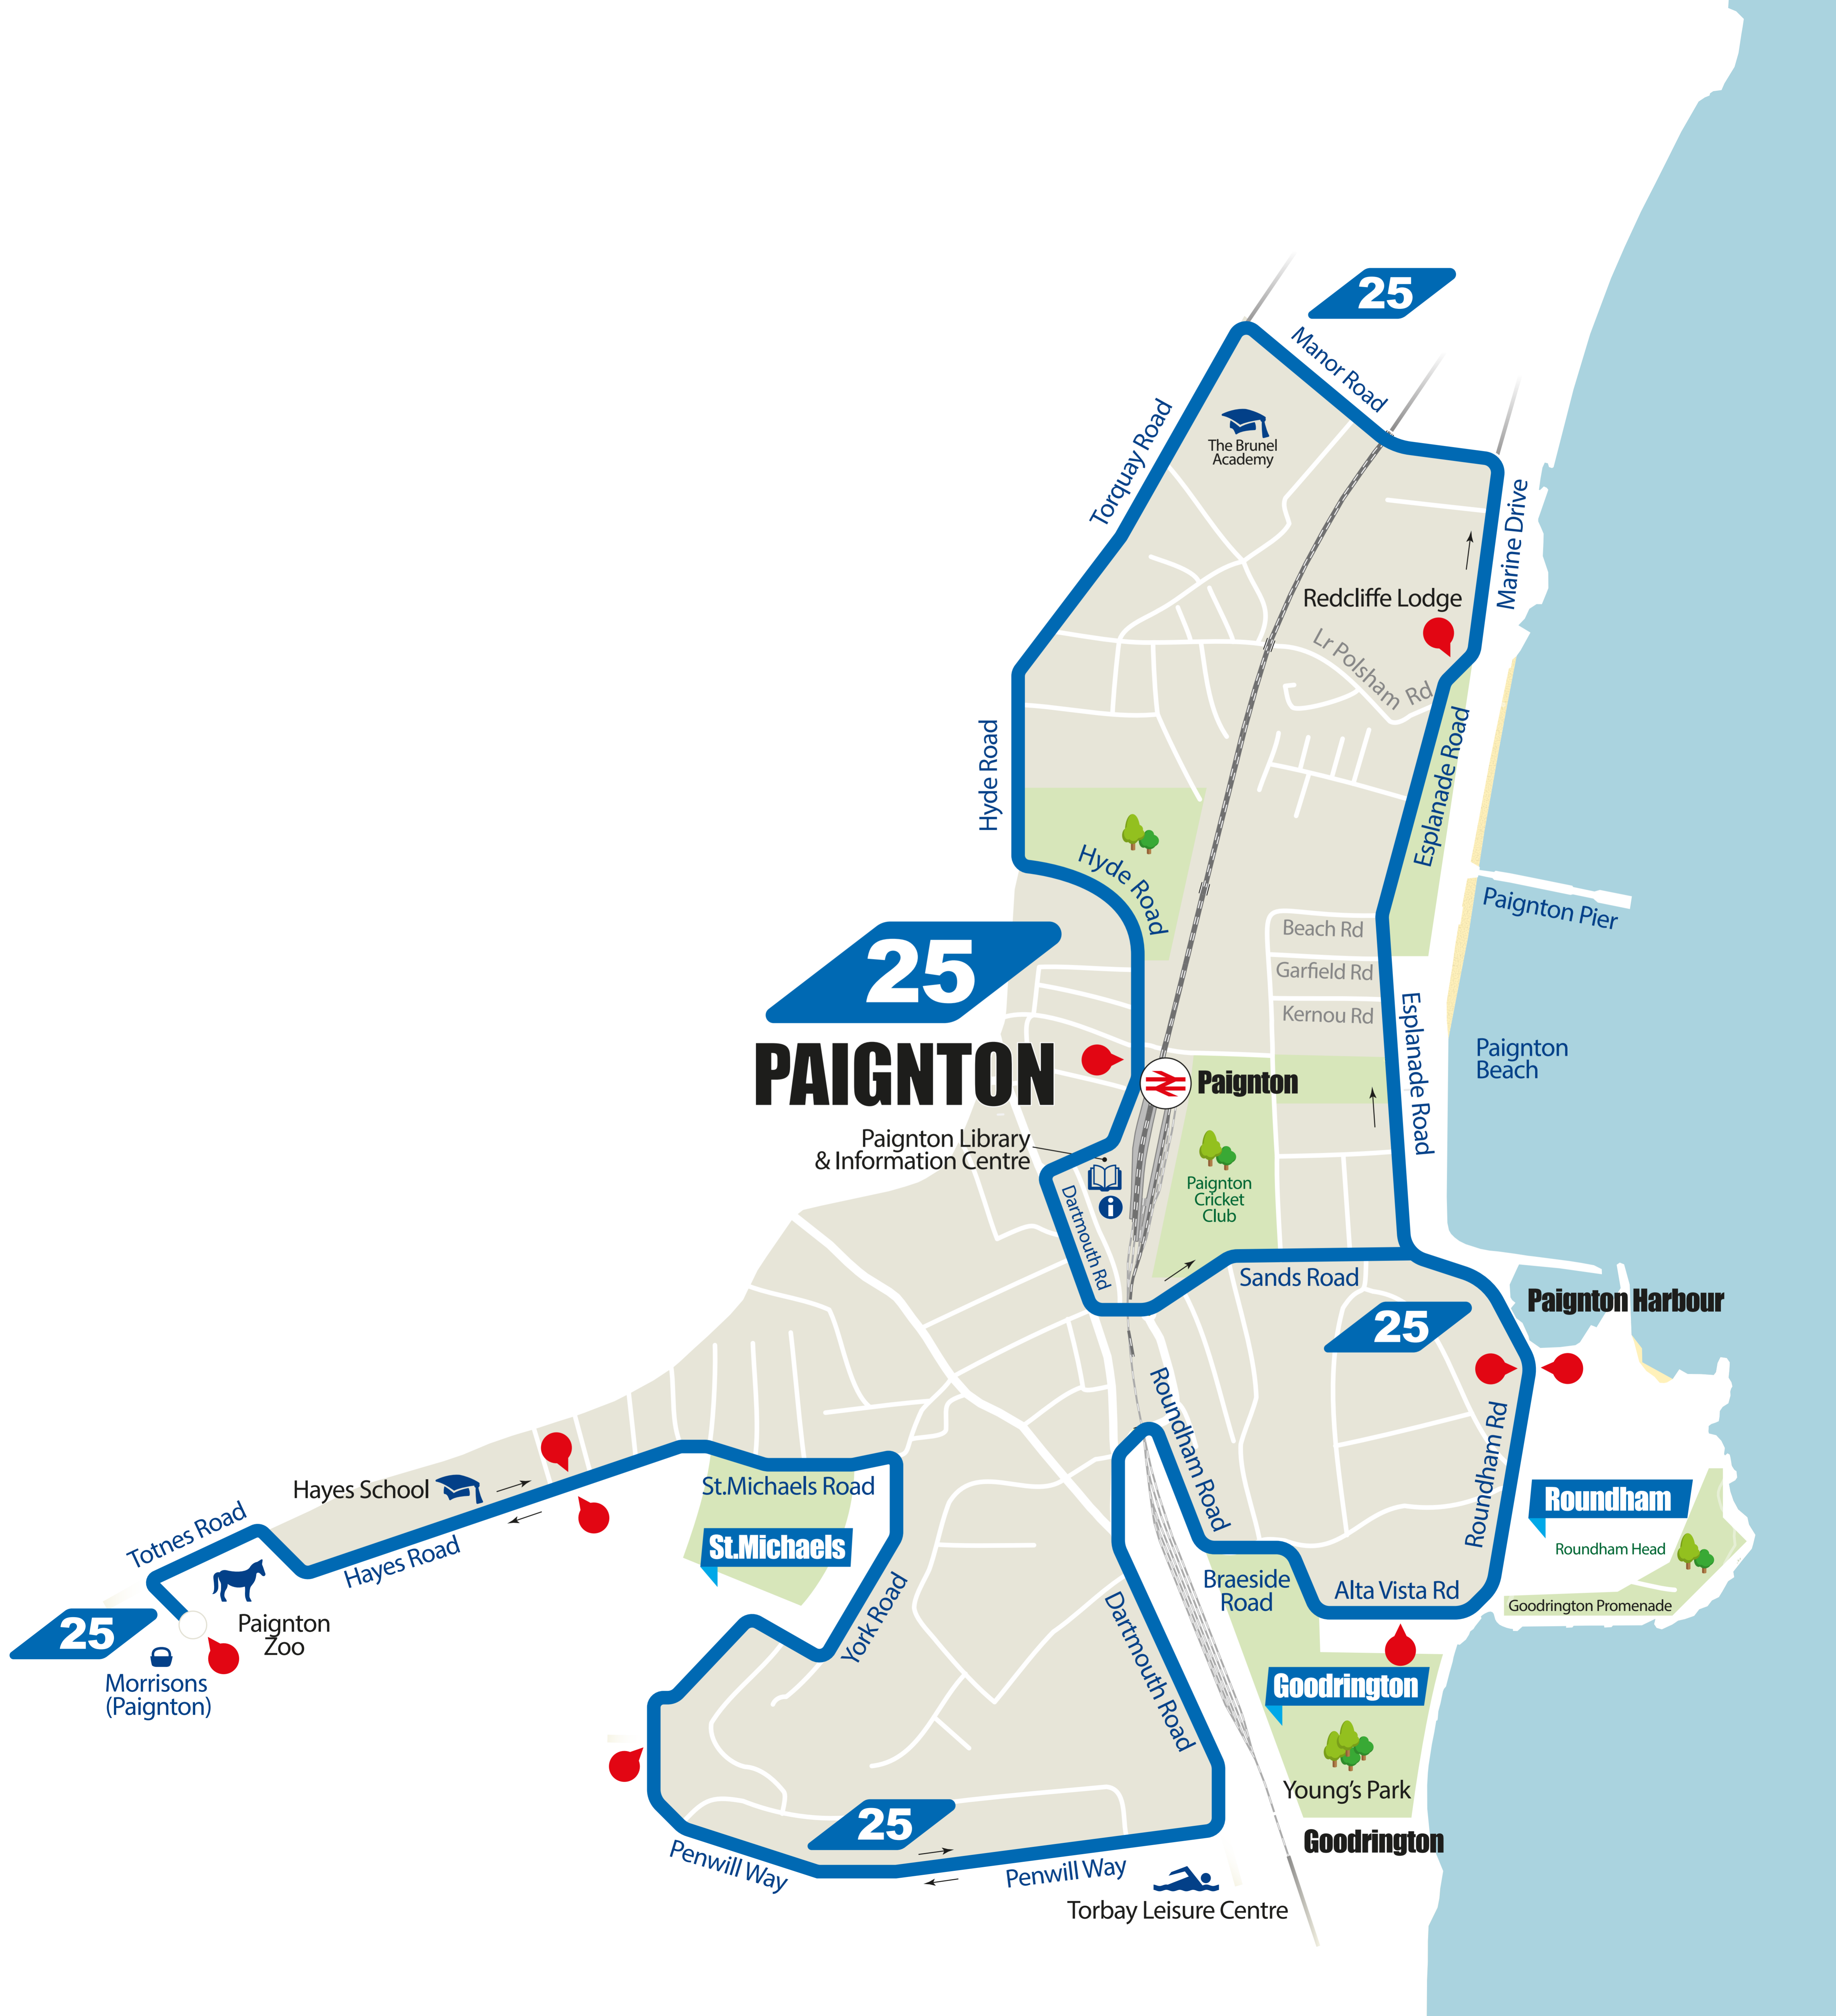 25
Manor Road
Torquay Road
The Brunel
Academy
Marine Drive
Redcliffe Lodge
Lr Polsham Rd
Hyde Road
Esplanade Road
Hyde Road
Paignton Pier
Beach Rd
Garfield Rd
Kernou Rd
25
PAIGNTON
Esplanade Road
Paignton
Beach
Paignton
Paignton Library
& Information Centre
i
Paignton
Cricket
Club
Dartmouth Rd
Sands Road
Paignton Harbour
25
Roundham Road
Roundham Rd
Hayes School
St.Michaels Road
Roundham
Totnes Road
Hayes Road
St.Michaels
Roundham Head
Braeside
Road
Alta Vista Rd
Goodrington Promenade
25
Paignton
Zoo
York Road
Dartmouth Road
Morrisons
(Paignton)
Goodrington
Young's Park
25
Goodrington
Penwill Way
Penwill Way
Torbay Leisure Centre